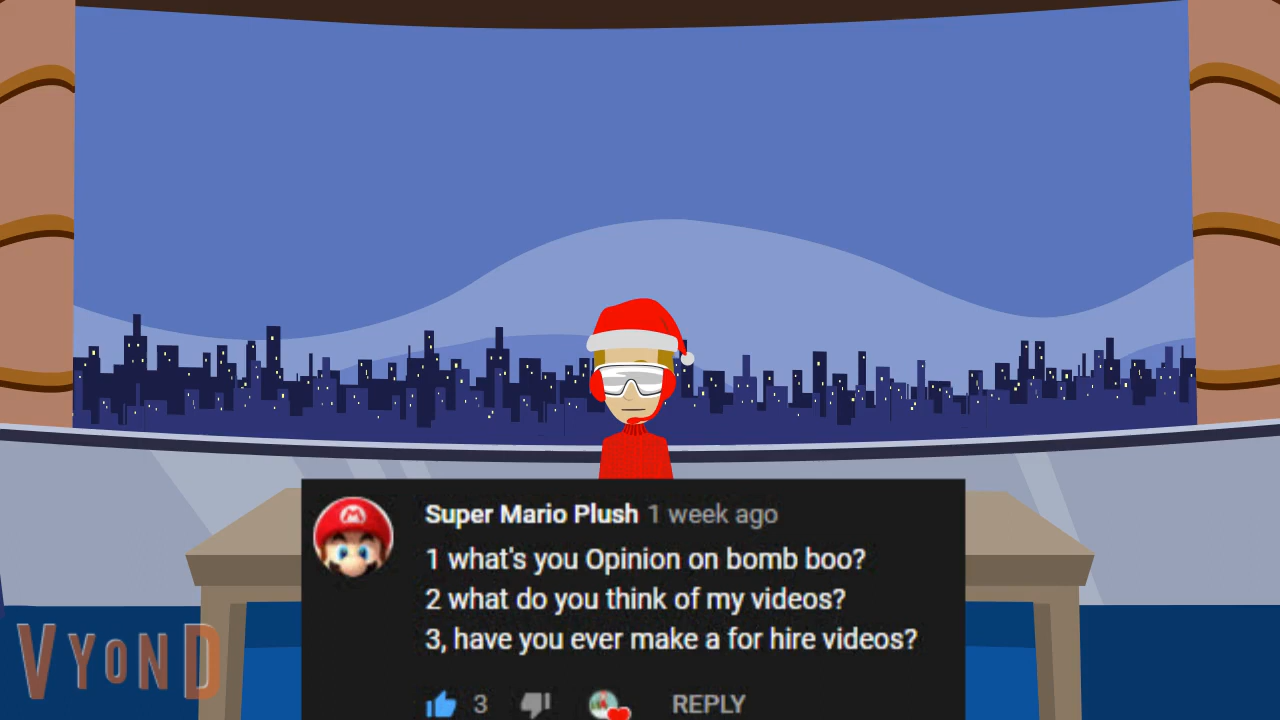 Super Mario Plush 1 week ago
1 what's you Opinion on bomb boo?
2 what do you think of my videos?
3, have you ever make a for hire videos?
3 REPLY
VYOND